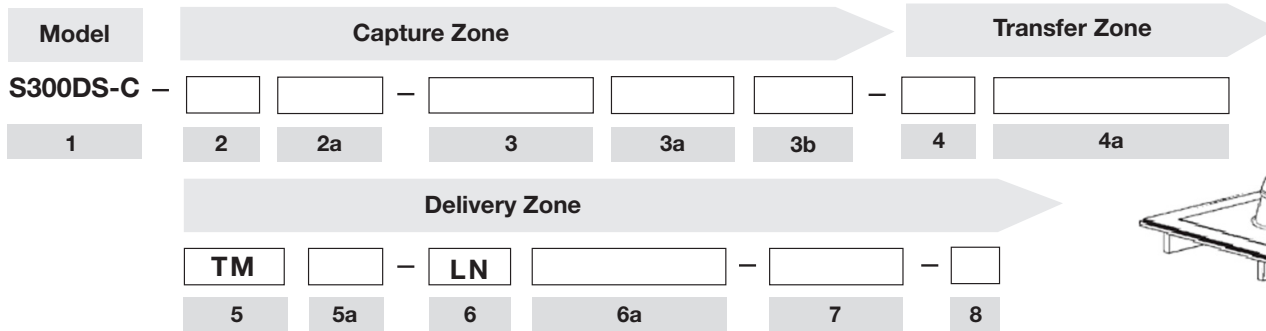 Model Capture Zone Transfer Zone
S300DS-C – – –
1 2 2a 3 3a 3b 4 4a
Delivery Zone
TM – LN – –
5 5a 6 6a 7 8